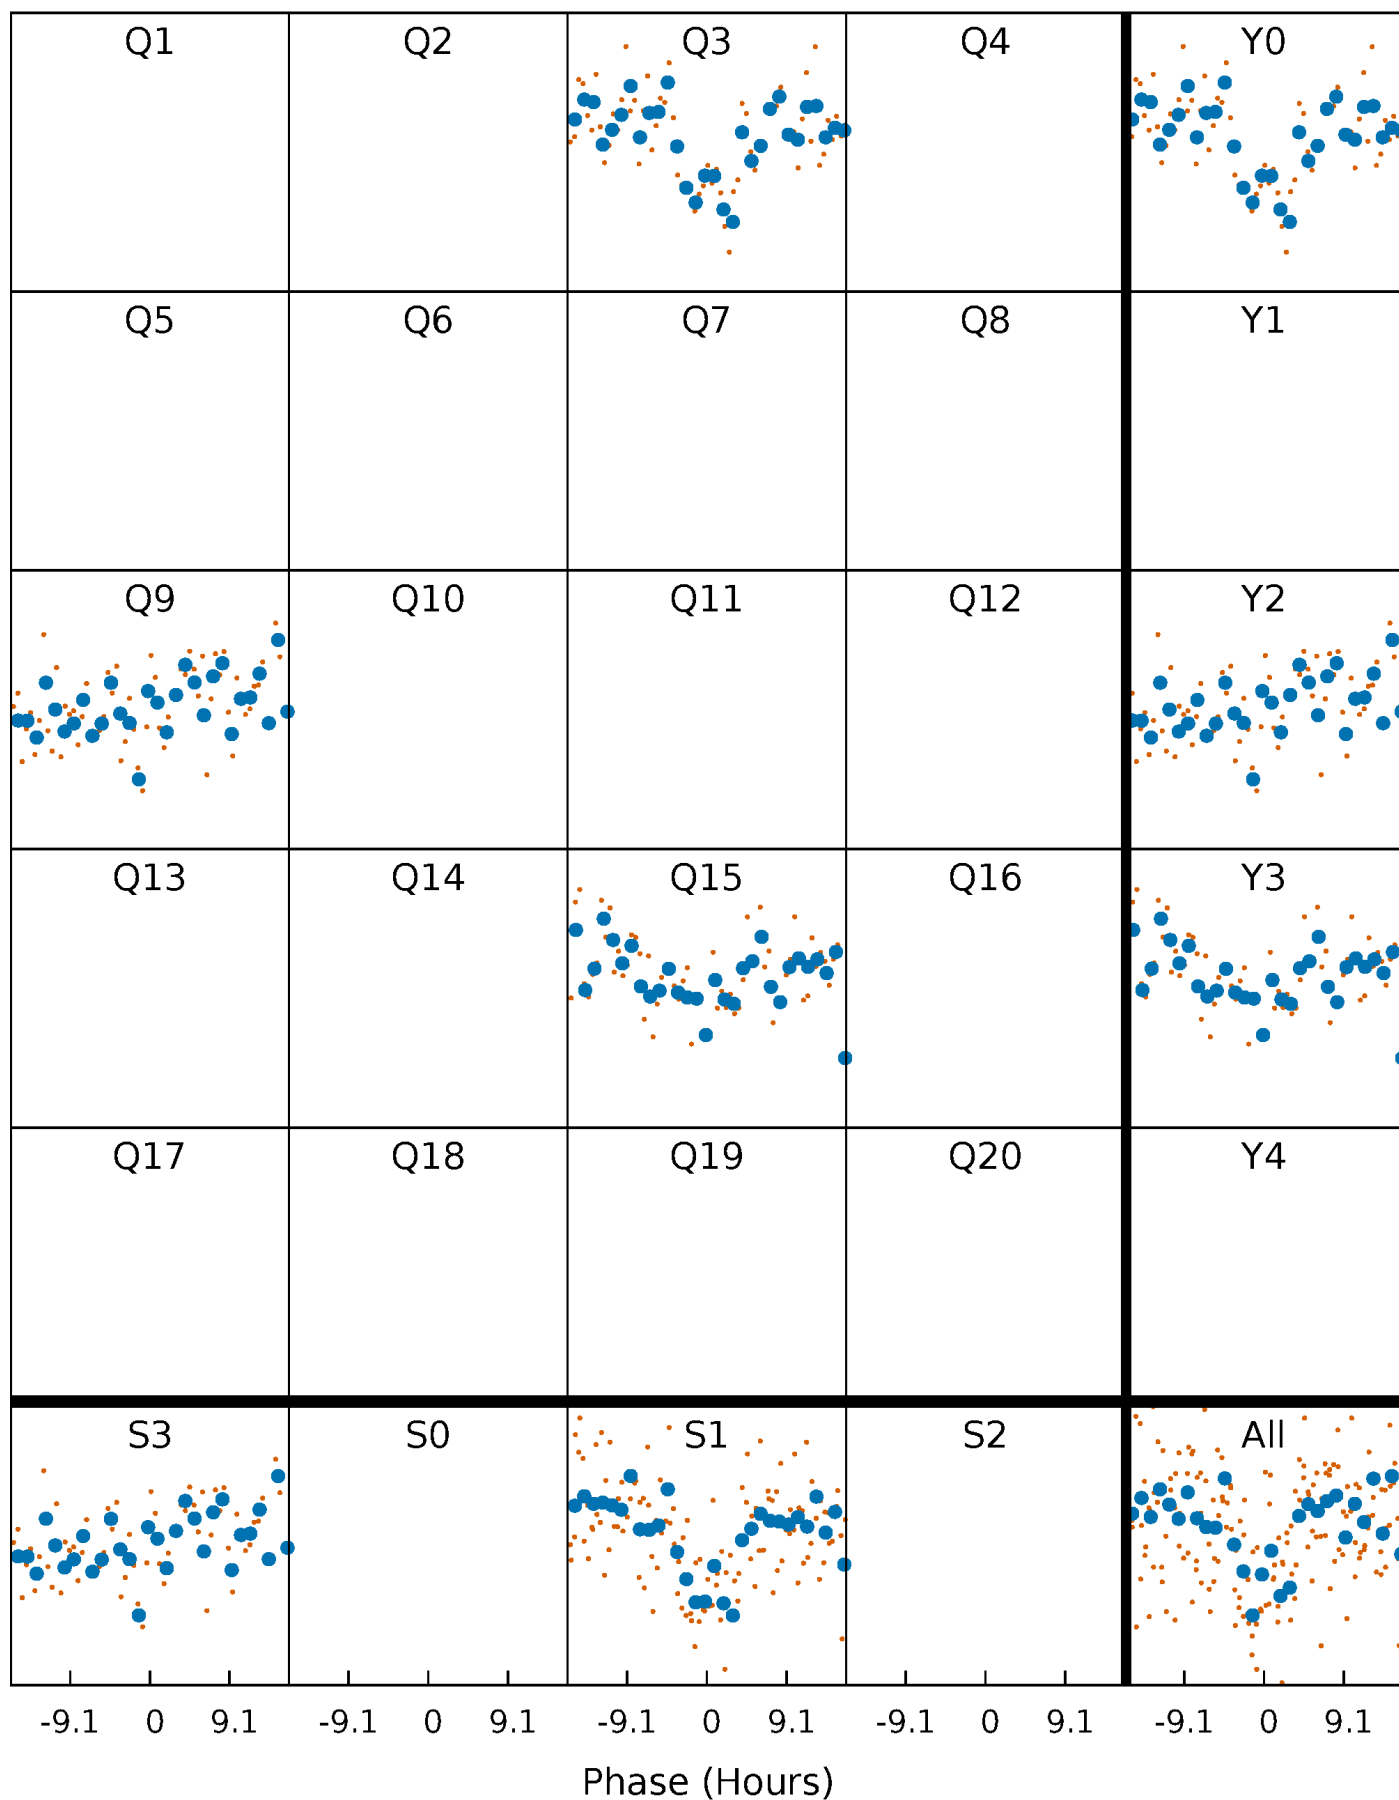 Q1 Q2 Q3 Q4 Y0
Q5 Q6 Q7 Q8 Y1
Q9 Q10 Q11 Q12 Y2
Q13 Q14 Q15 Q16 Y3
Q17 Q18 Q19 Q20 Y4
S3 S0 S1 S2 All
-9.1 0 9.1 -9.1 0 9.1 -9.1 0 9.1 -9.1 0 9.1 -9.1 0 9.1
Phase (Hours)